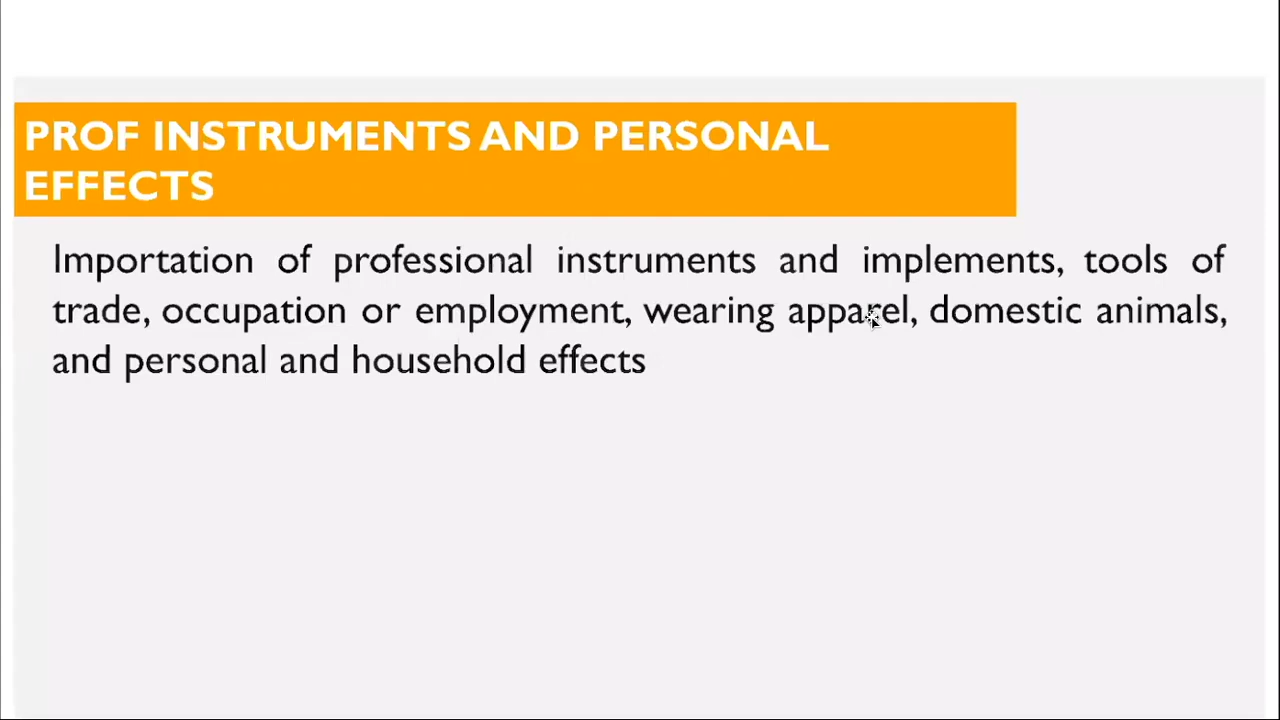 PROF INSTRUMENTS AND PERSONAL
EFFECTS
Importation of professional instruments and implements, tools of
trade, occupation or employment, wearing apparel, domestic animals,
and personal and household effects